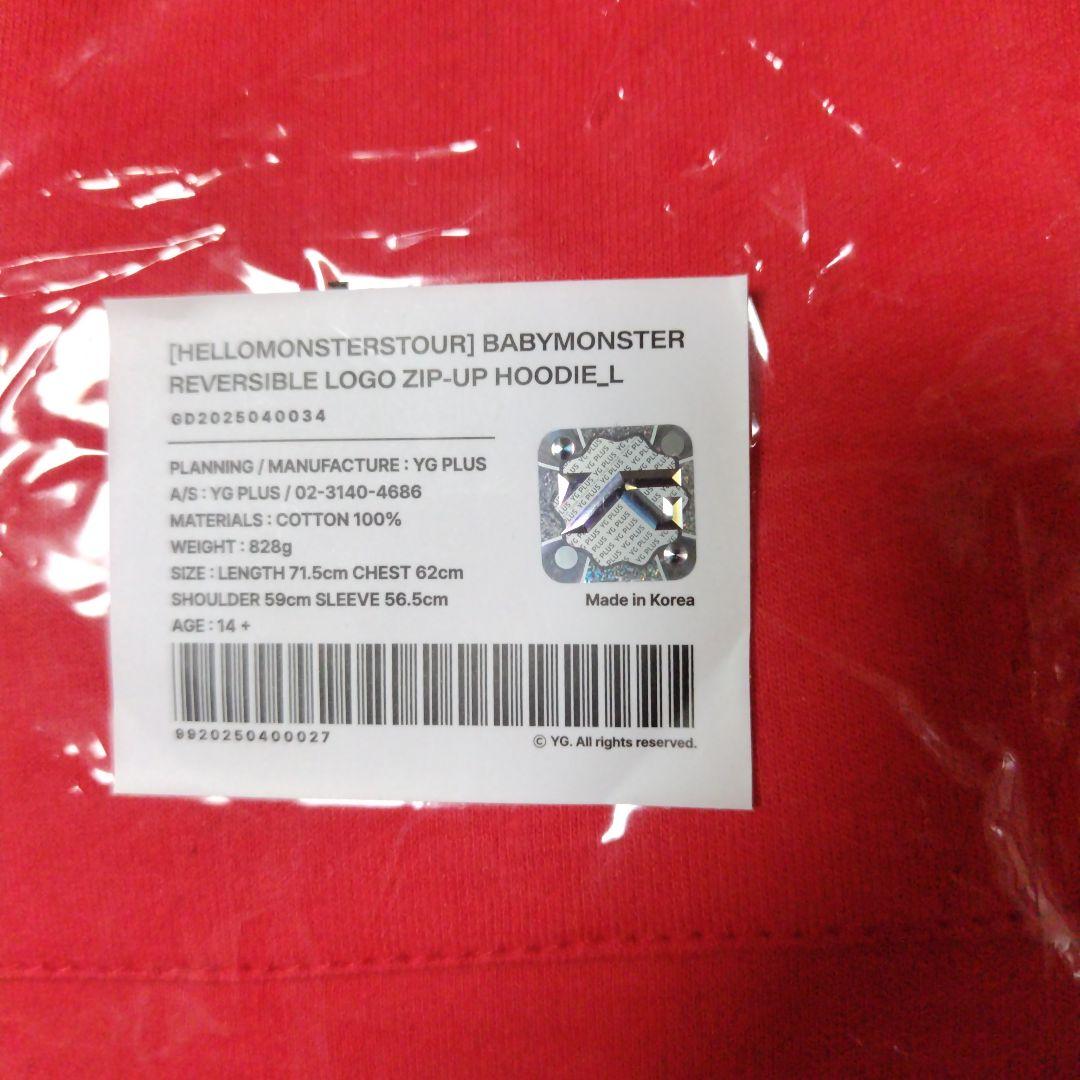 [HELLOMONSTERSTOUR] BABYMONSTER
REVERSIBLE LOGO ZIP-UP HOODIE_L
GD2025040034
PLANNING / MANUFACTURE : YG PLUS
A/S : YG PLUS / 02-3140-4686
MATERIALS : COTTON 100%
WEIGHT : 828g
SIZE : LENGTH 71.5cm CHEST 62cm
SHOULDER 59cm SLEEVE 56.5cm
AGE : 14 +
YG PLUS
Made in Korea
9920250400027
© YG. All rights reserved.